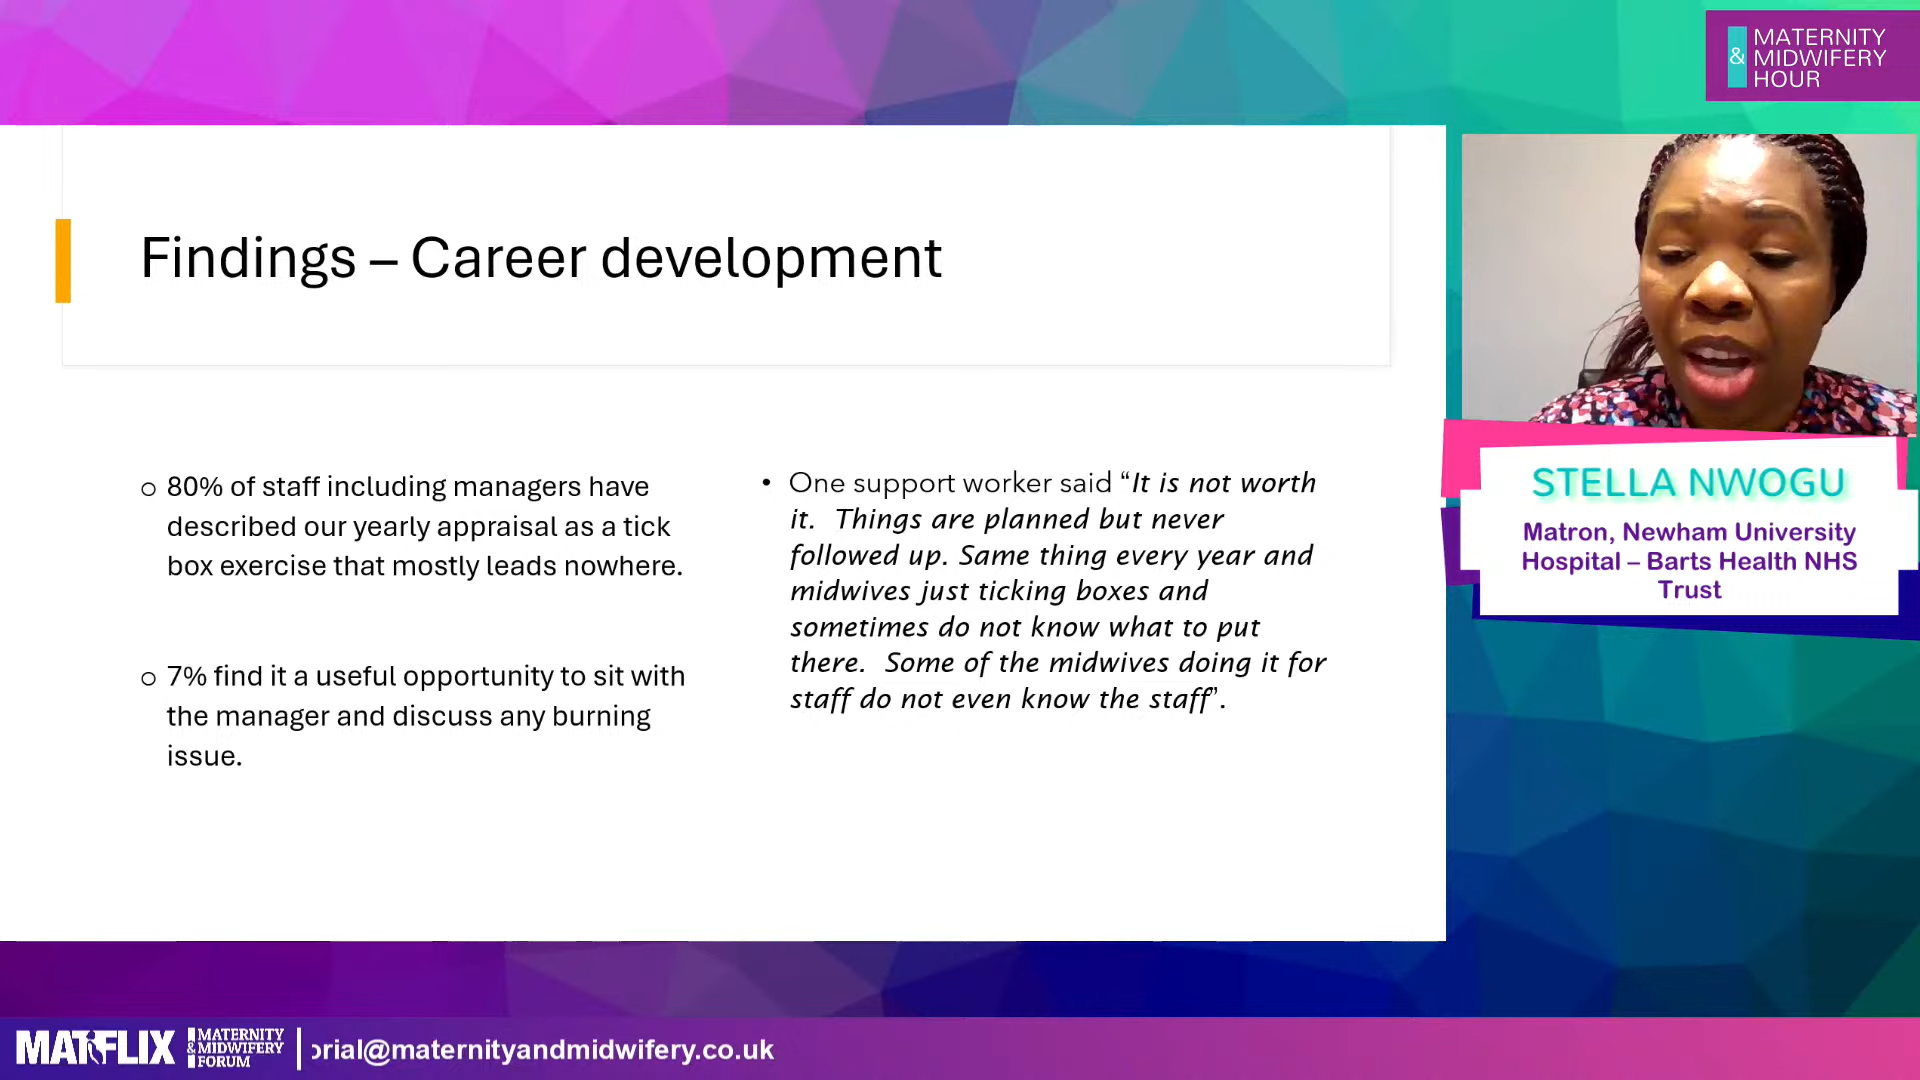 MATERNITY
& MIDWIFERY
HOUR
Findings – Career development
o 80% of staff including managers have
described our yearly appraisal as a tick
box exercise that mostly leads nowhere.
o 7% find it a useful opportunity to sit with
the manager and discuss any burning
issue.
• One support worker said “It is not worth
it. Things are planned but never
followed up. Same thing every year and
midwives just ticking boxes and
sometimes do not know what to put
there. Some of the midwives doing it for
staff do not even know the staff”.
STELLA NWOGU
Matron, Newham University
Hospital – Barts Health NHS
Trust
MATFLIX
MATERNITY
& MIDWIFERY
FORUM
orial@maternityandmidwifery.co.uk